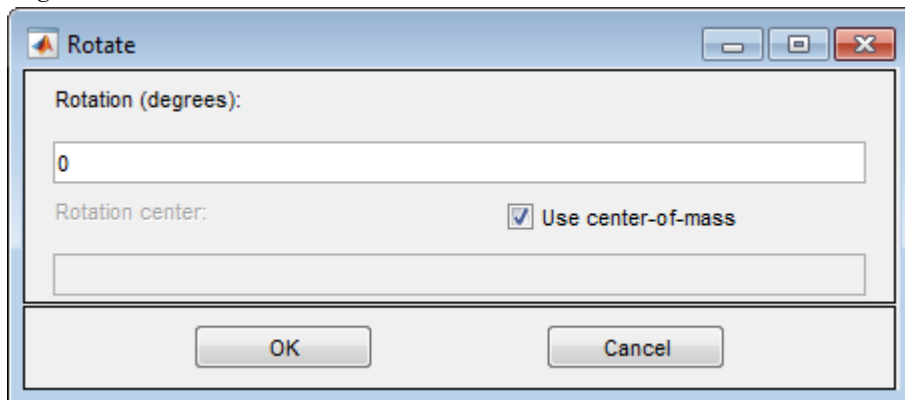 Rotate
Rotation (degrees):
0
Rotation center:
Use center-of-mass
OK
Cancel